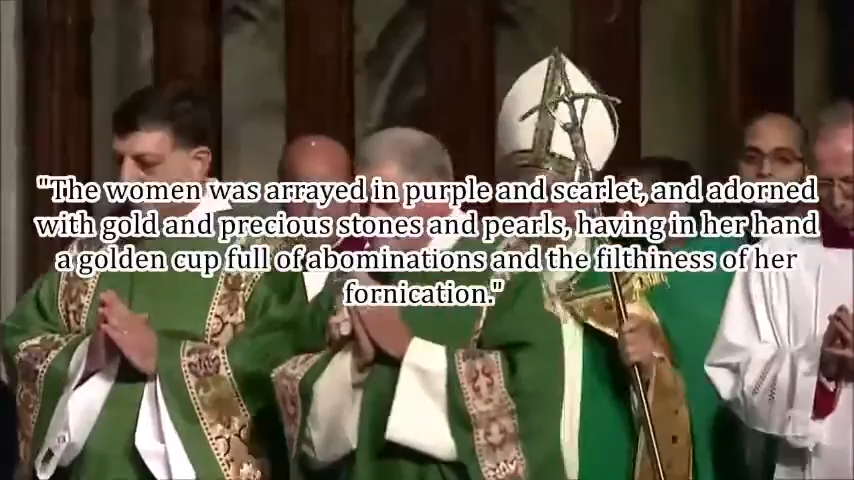 "The women was arrayed in purple and scarlet, and adorned
with gold and precious stones and pearls, having in her hand
a golden cup full of abominations and the filthiness of her
fornication."